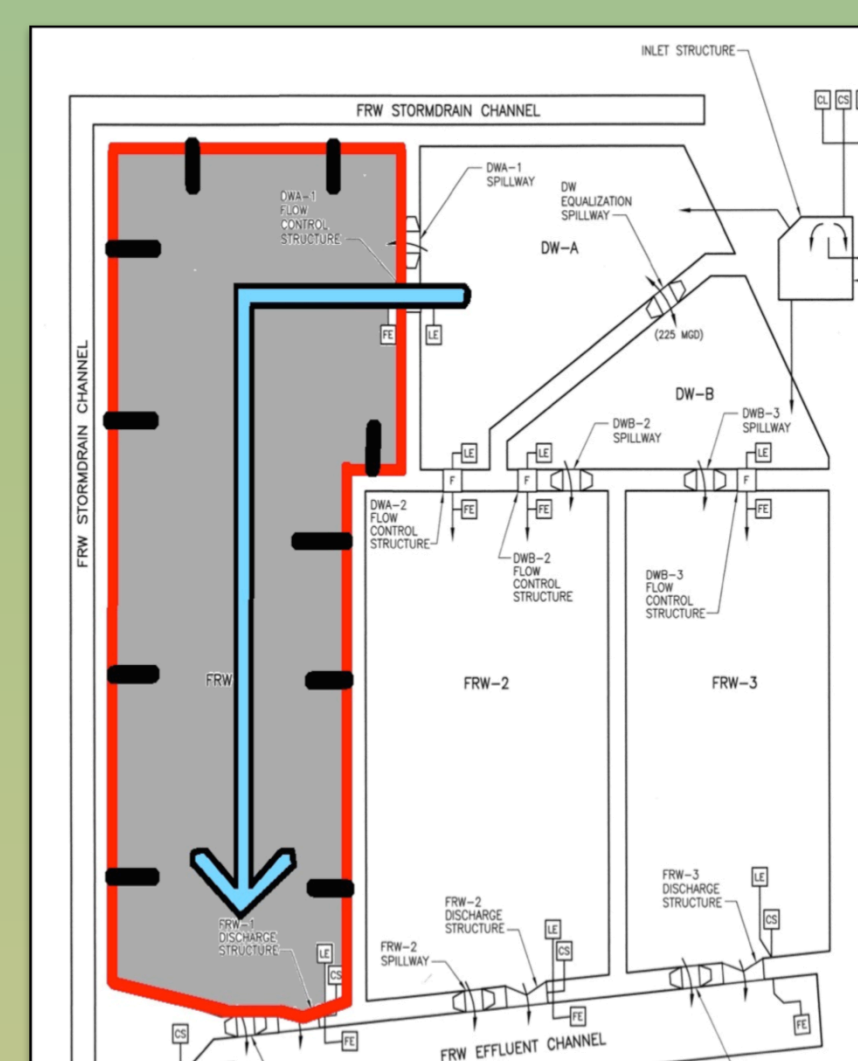 INLET STRUCTURE
CL
CS
FRW STORMDRAIN CHANNEL
DWA-1
SPILLWAY
DW
EQUALIZATION
SPILLWAY
DWA-1
FLOW
CONTROL
STRUCTURE
DW-A
FE
LE
(225 MGD)
FRW STORMDRAIN CHANNEL
DW-B
DWB-2
SPILLWAY
DWB-3
SPILLWAY
LE
LE
LE
F
F
F
FE
FE
FE
DWA-2
FLOW
CONTROL
STRUCTURE
DWB-2
FLOW
CONTROL
STRUCTURE
DWB-3
FLOW
CONTROL
STRUCTURE
FRW
FRW-2
FRW-3
FRW-1
DISCHARGE
STRUCTURE
FRW-2
DISCHARGE
STRUCTURE
FRW-3
DISCHARGE
STRUCTURE
LE
CS
FRW-2
SPILLWAY
LE
CS
LE
CS
CS
FE
FE
FE
FRW EFFLUENT CHANNEL